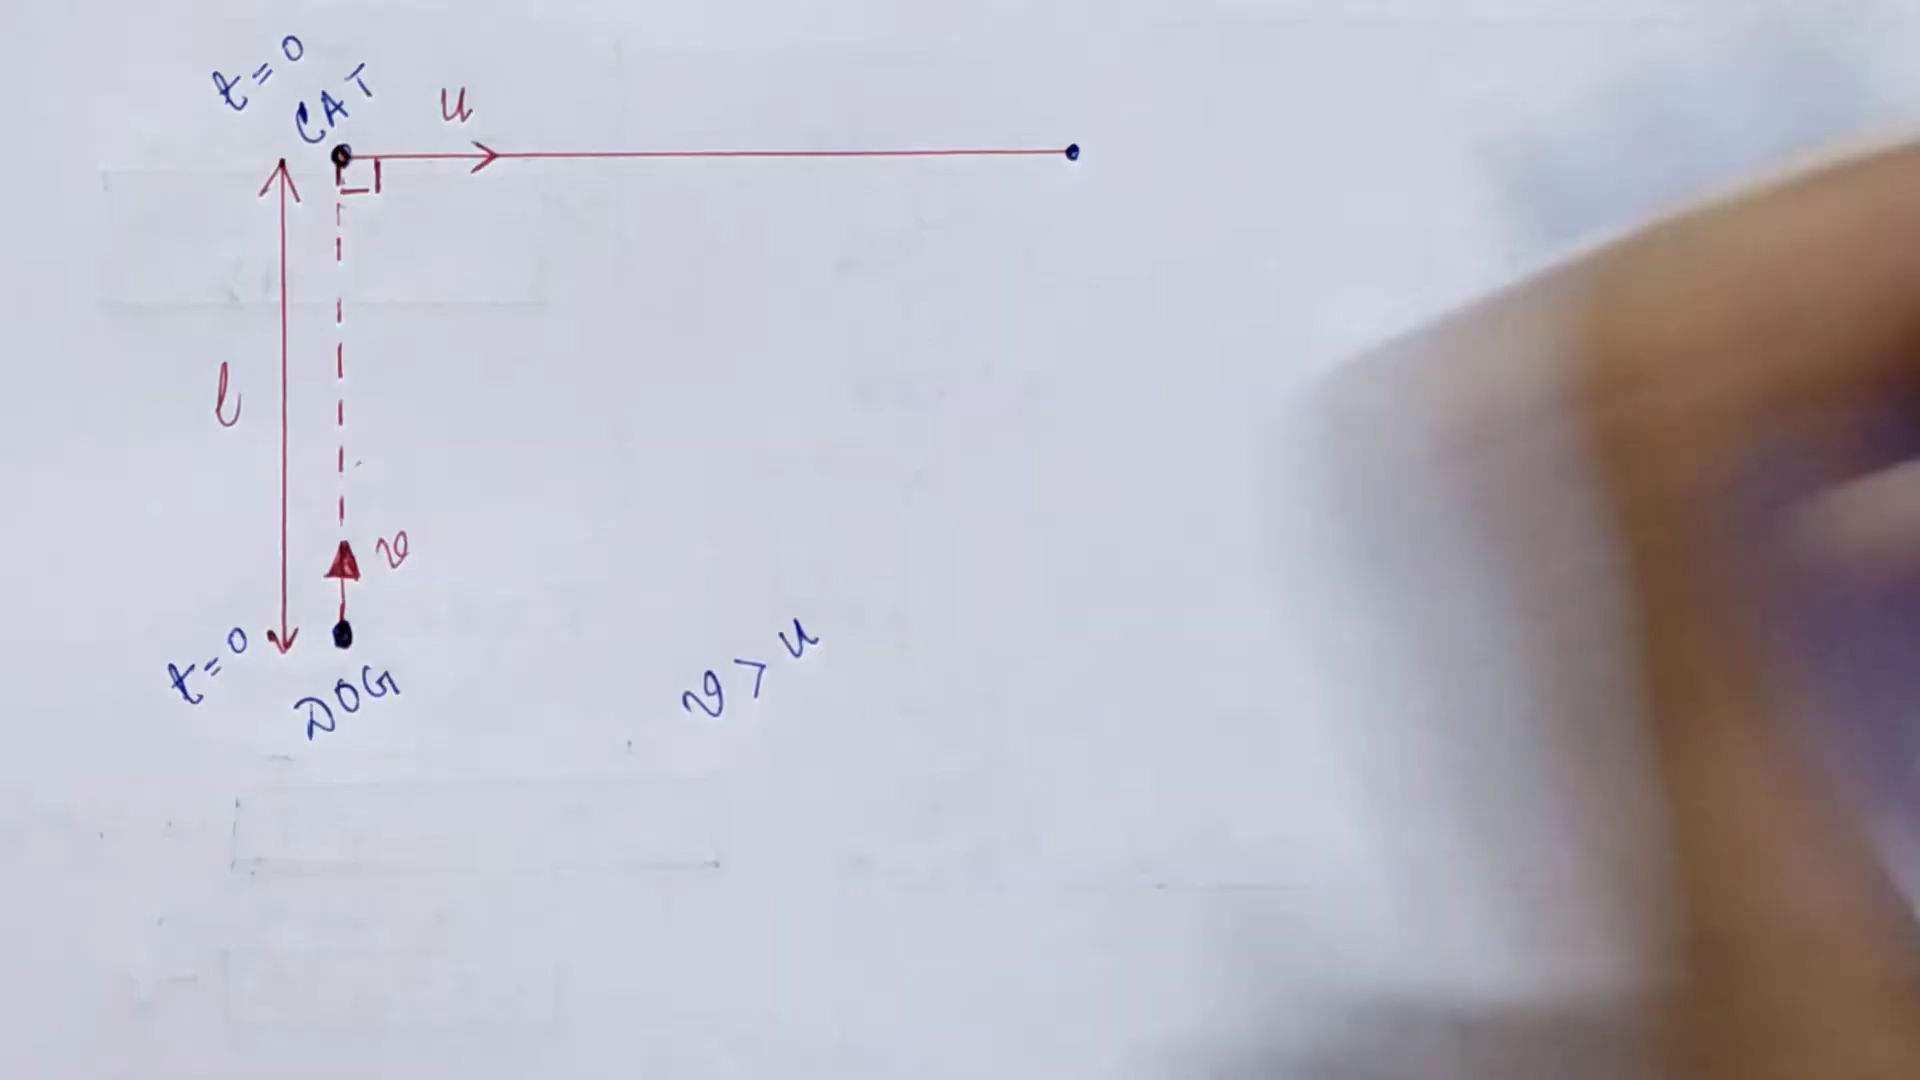 t = 0
CAT
u
l
v
t = 0
DOG
v > u